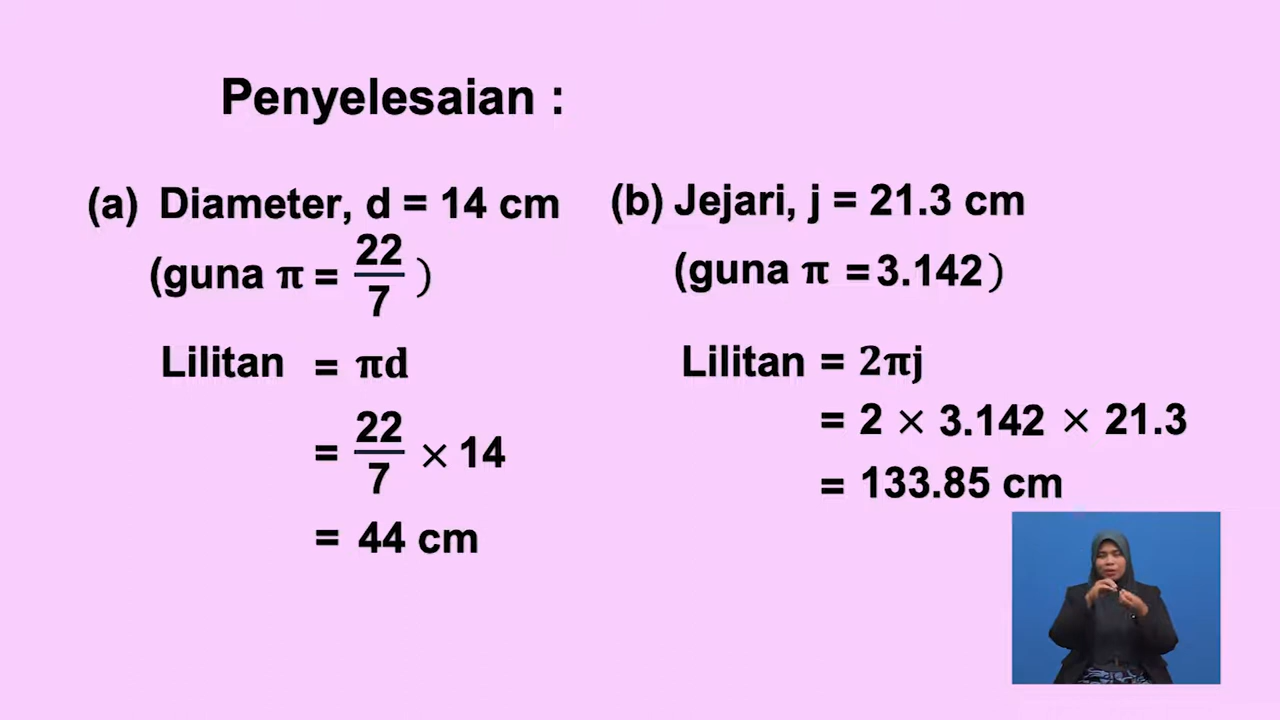 Penyelesaian :
(a) Diameter, d = 14 cm
(guna π = 22/7 )
Lilitan = πd
= 22/7 × 14
= 44 cm
(b) Jejari, j = 21.3 cm
(guna π = 3.142)
Lilitan = 2πj
= 2 × 3.142 × 21.3
= 133.85 cm